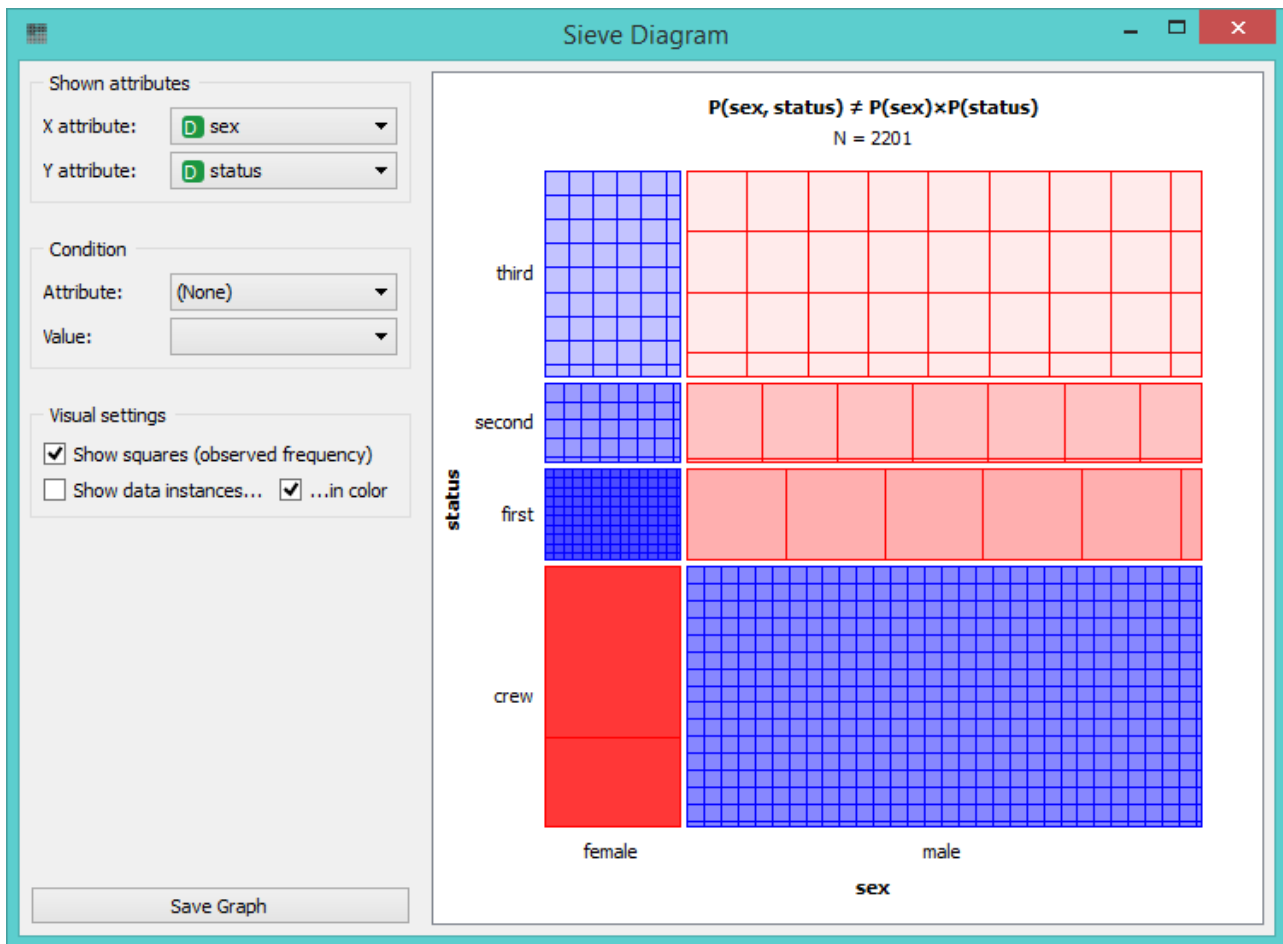 Sieve Diagram
Shown attributes
X attribute: D sex
Y attribute: D status
Condition
Attribute: (None)
Value:
Visual settings
Show squares (observed frequency)
Show data instances... ...in color
Save Graph
P(sex, status) ≠ P(sex)×P(status)
N = 2201
third
second
first
crew
status
female male
sex